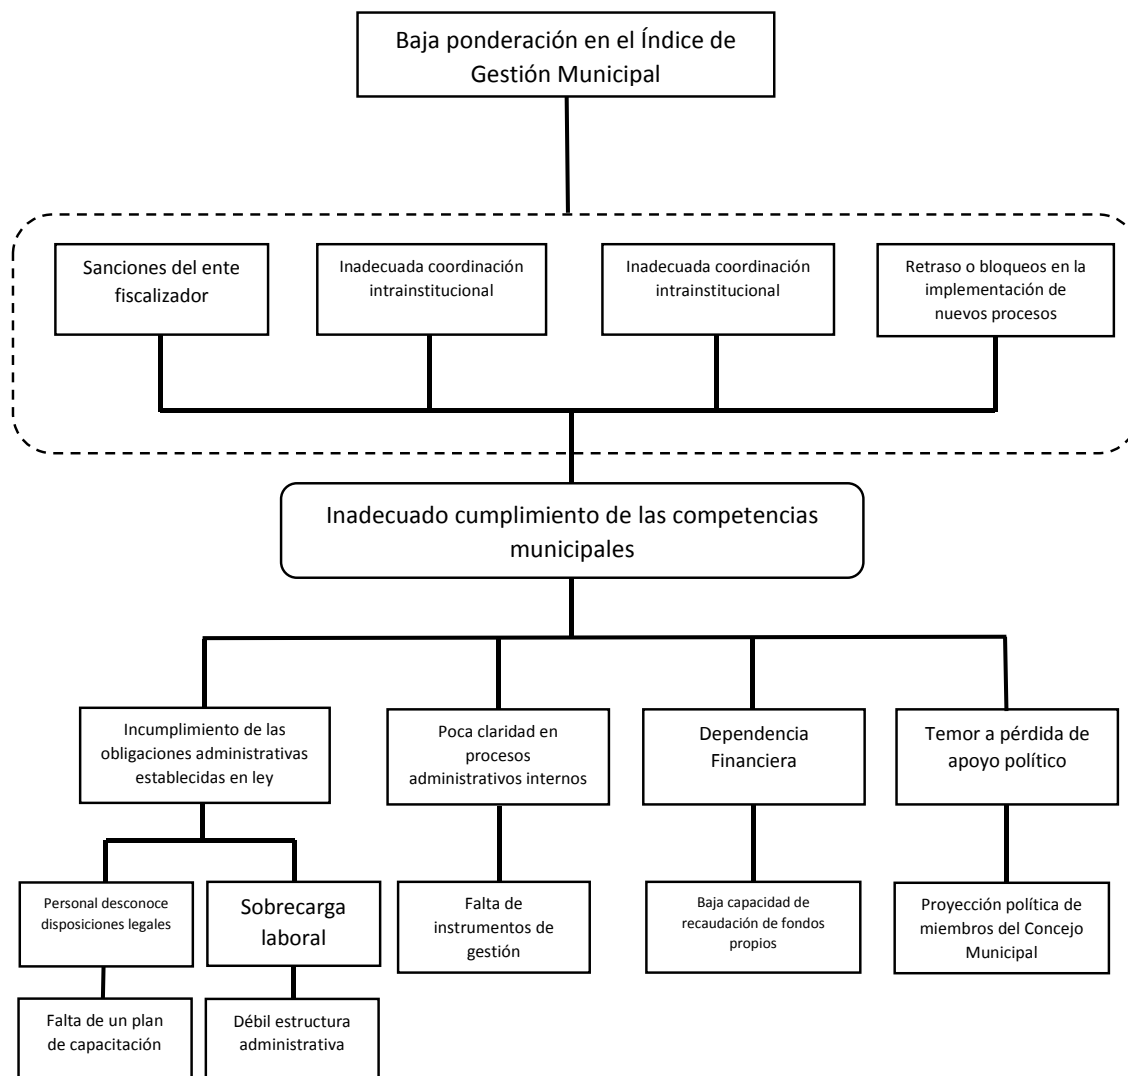 Baja ponderación en el Índice de
Gestión Municipal
Sanciones del ente
fiscalizador
Inadecuada coordinación
intrainstitucional
Inadecuada coordinación
intrainstitucional
Retraso o bloqueos en la
implementación de
nuevos procesos
Inadecuado cumplimiento de las competencias
municipales
Incumplimiento de las
obligaciones administrativas
establecidas en ley
Poca claridad en
procesos
administrativos internos
Dependencia
Financiera
Temor a pérdida de
apoyo político
Personal desconoce
disposiciones legales
Sobrecarga
laboral
Falta de
instrumentos de
gestión
Baja capacidad de
recaudación de fondos
propios
Proyección política de
miembros del Concejo
Municipal
Falta de un plan
de capacitación
Débil estructura
administrativa